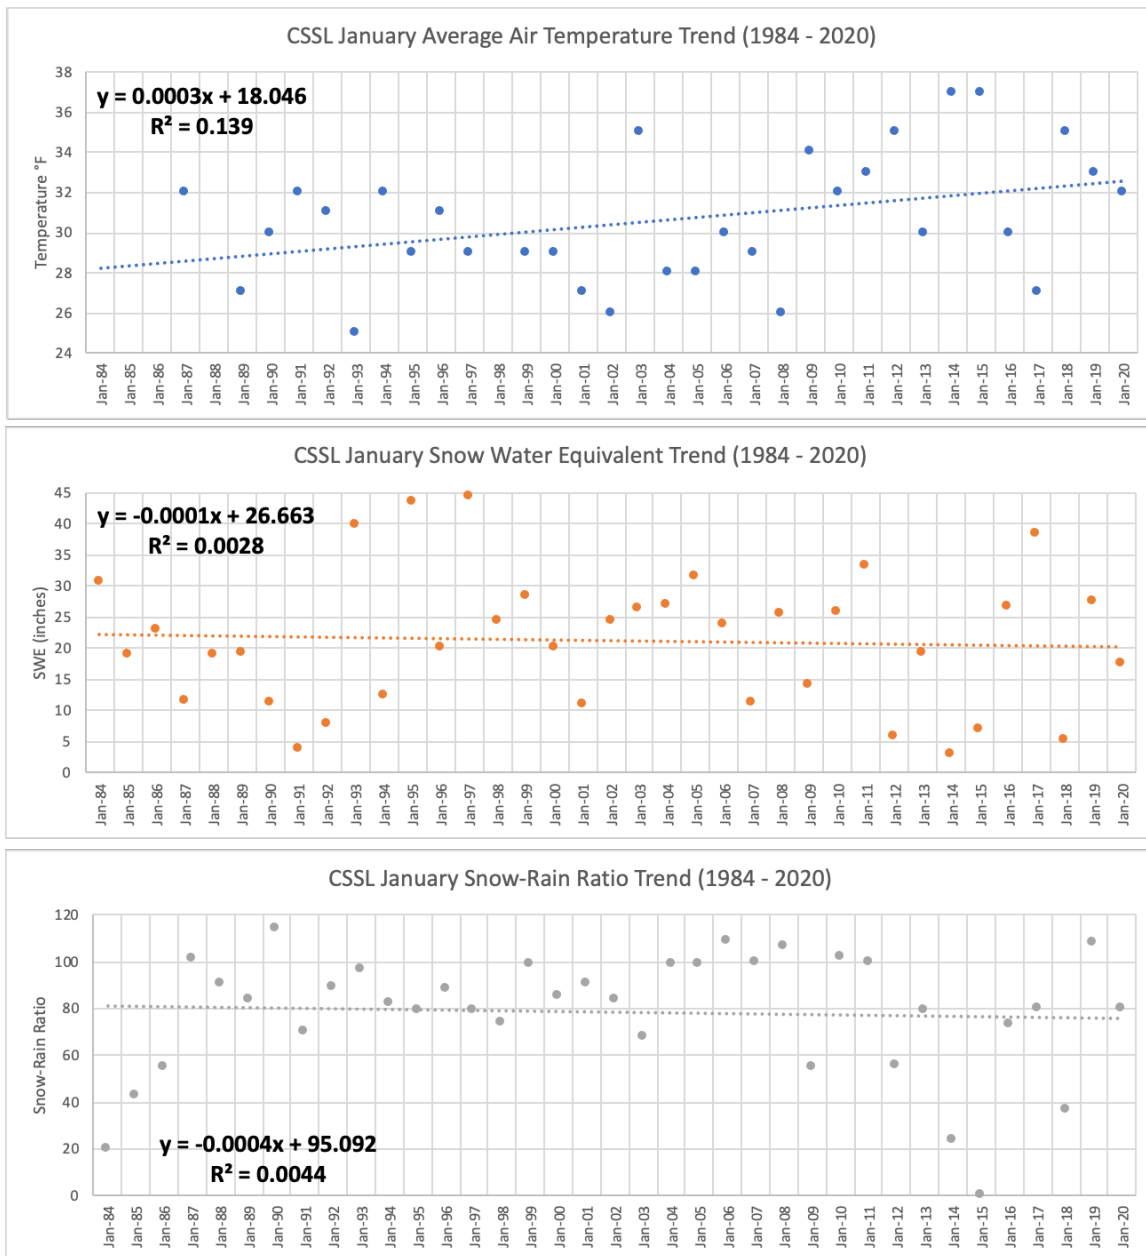 CSSL January Average Air Temperature Trend (1984 - 2020)
y = 0.0003x + 18.046
R² = 0.139
Temperature °F
38
36
34
32
30
28
26
24
Jan-84
Jan-85
Jan-86
Jan-87
Jan-88
Jan-89
Jan-90
Jan-91
Jan-92
Jan-93
Jan-94
Jan-95
Jan-96
Jan-97
Jan-98
Jan-99
Jan-00
Jan-01
Jan-02
Jan-03
Jan-04
Jan-05
Jan-06
Jan-07
Jan-08
Jan-09
Jan-10
Jan-11
Jan-12
Jan-13
Jan-14
Jan-15
Jan-16
Jan-17
Jan-18
Jan-19
Jan-20
CSSL January Snow Water Equivalent Trend (1984 - 2020)
y = -0.0001x + 26.663
R² = 0.0028
SWE (inches)
45
40
35
30
25
20
15
10
5
0
Jan-84
Jan-85
Jan-86
Jan-87
Jan-88
Jan-89
Jan-90
Jan-91
Jan-92
Jan-93
Jan-94
Jan-95
Jan-96
Jan-97
Jan-98
Jan-99
Jan-00
Jan-01
Jan-02
Jan-03
Jan-04
Jan-05
Jan-06
Jan-07
Jan-08
Jan-09
Jan-10
Jan-11
Jan-12
Jan-13
Jan-14
Jan-15
Jan-16
Jan-17
Jan-18
Jan-19
Jan-20
CSSL January Snow-Rain Ratio Trend (1984 - 2020)
Snow-Rain Ratio
120
100
80
60
40
20
0
y = -0.0004x + 95.092
R² = 0.0044
Jan-84
Jan-85
Jan-86
Jan-87
Jan-88
Jan-89
Jan-90
Jan-91
Jan-92
Jan-93
Jan-94
Jan-95
Jan-96
Jan-97
Jan-98
Jan-99
Jan-00
Jan-01
Jan-02
Jan-03
Jan-04
Jan-05
Jan-06
Jan-07
Jan-08
Jan-09
Jan-10
Jan-11
Jan-12
Jan-13
Jan-14
Jan-15
Jan-16
Jan-17
Jan-18
Jan-19
Jan-20